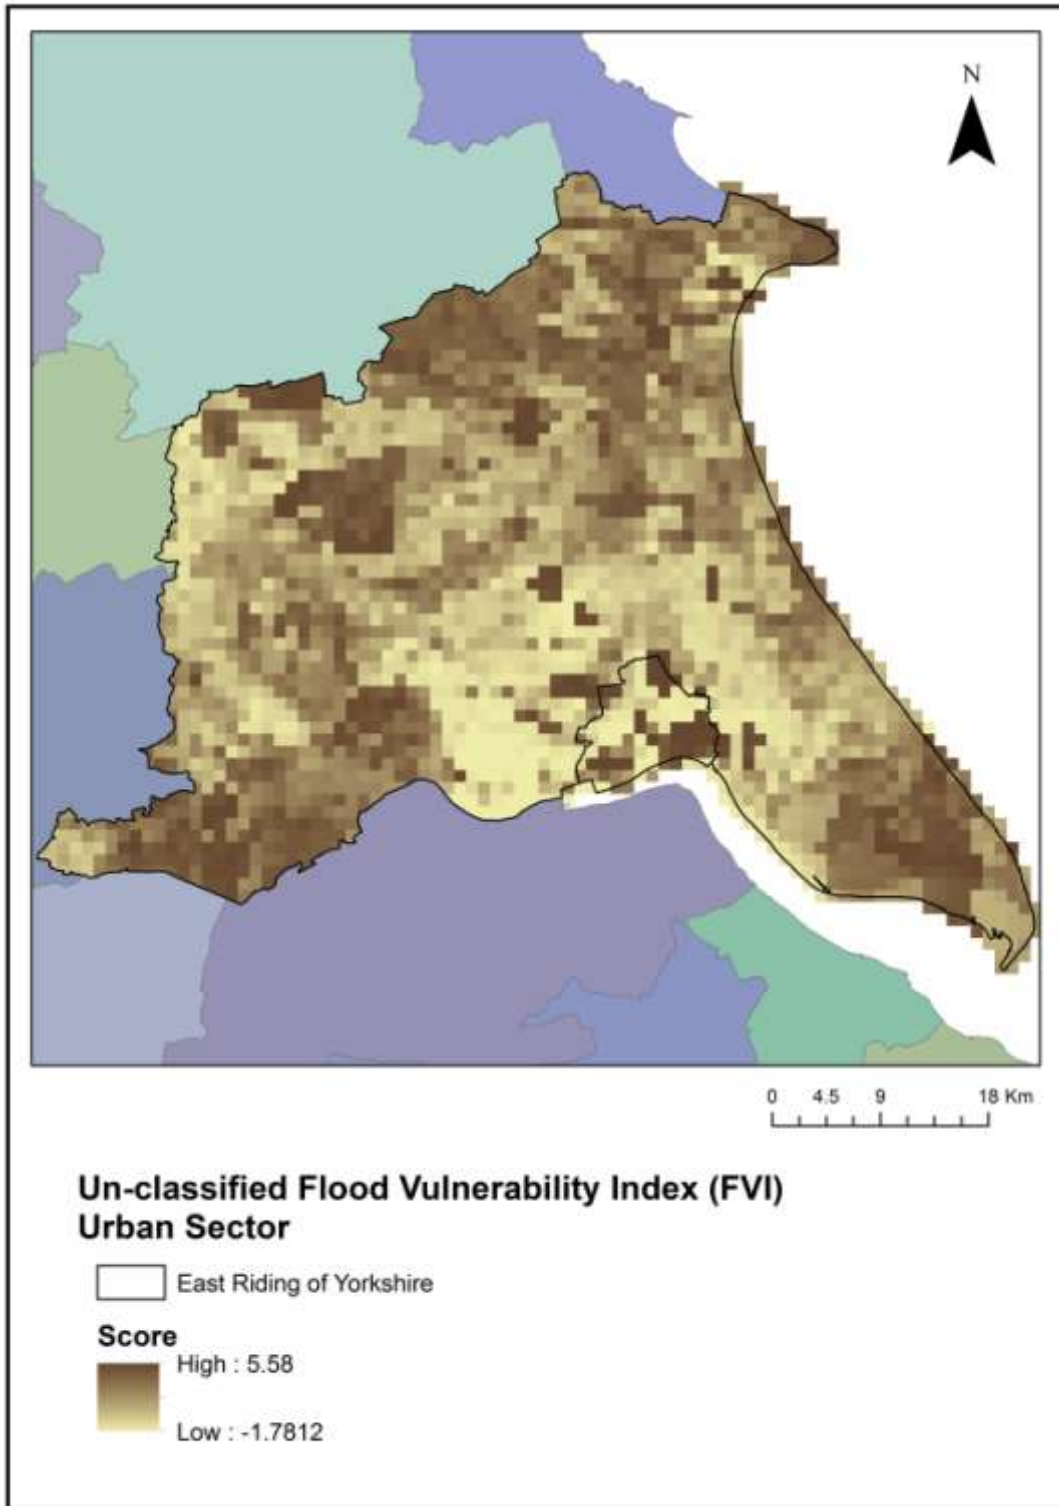 N
0 4.5 9 18 Km
Un-classified Flood Vulnerability Index (FVI)
Urban Sector
East Riding of Yorkshire
Score
High : 5.58
Low : -1.7812